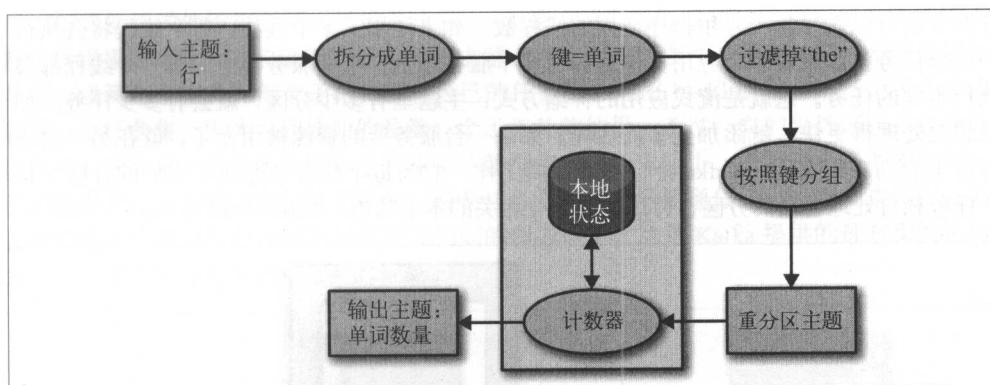 输入主题：
行
拆分成单词
键=单词
过滤掉“the”
按照键分组
本地
状态
输出主题：
单词数量
计数器
重分区主题